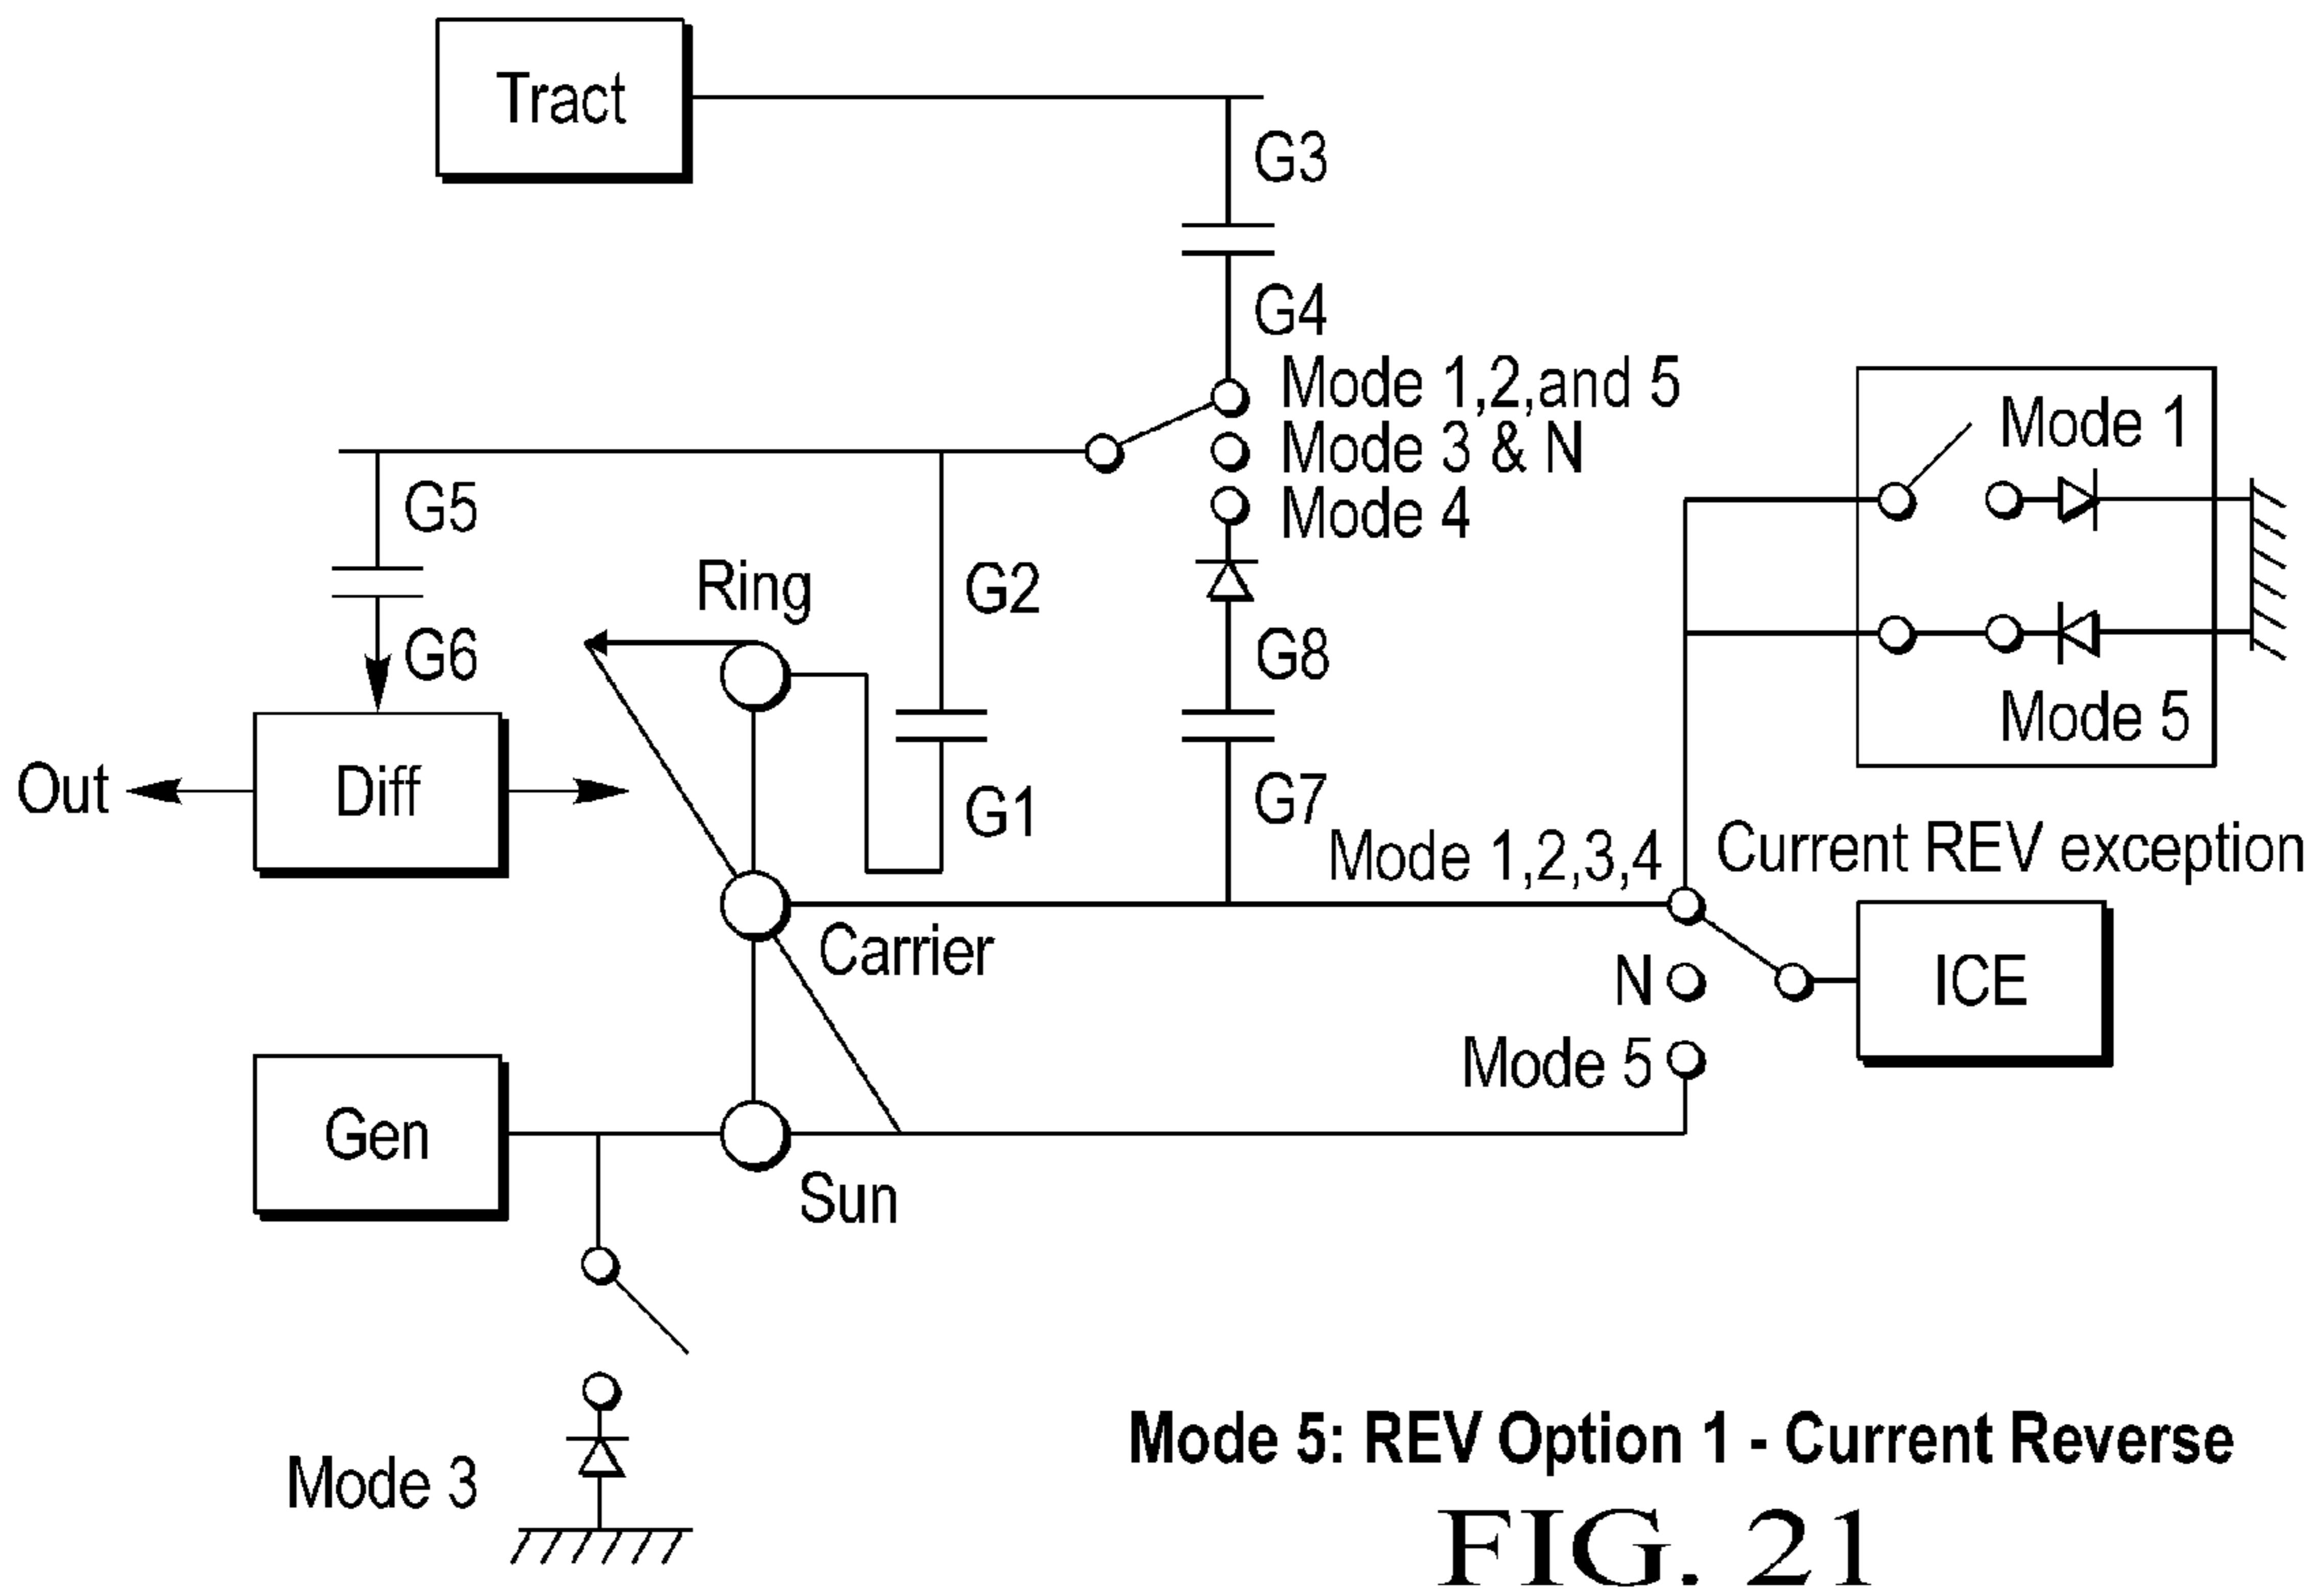 Tract
G3
G4
Mode 1,2,and 5
Mode 3 & N
Mode 4
Mode 1
G5
Ring
G2
G6
G8
Mode 5
Out
Diff
G1
G7
Mode 1,2,3,4
Current REV exception
Carrier
N
ICE
Mode 5
Gen
Sun
Mode 3
Mode 5: REV Option 1 - Current Reverse
FIG. 21